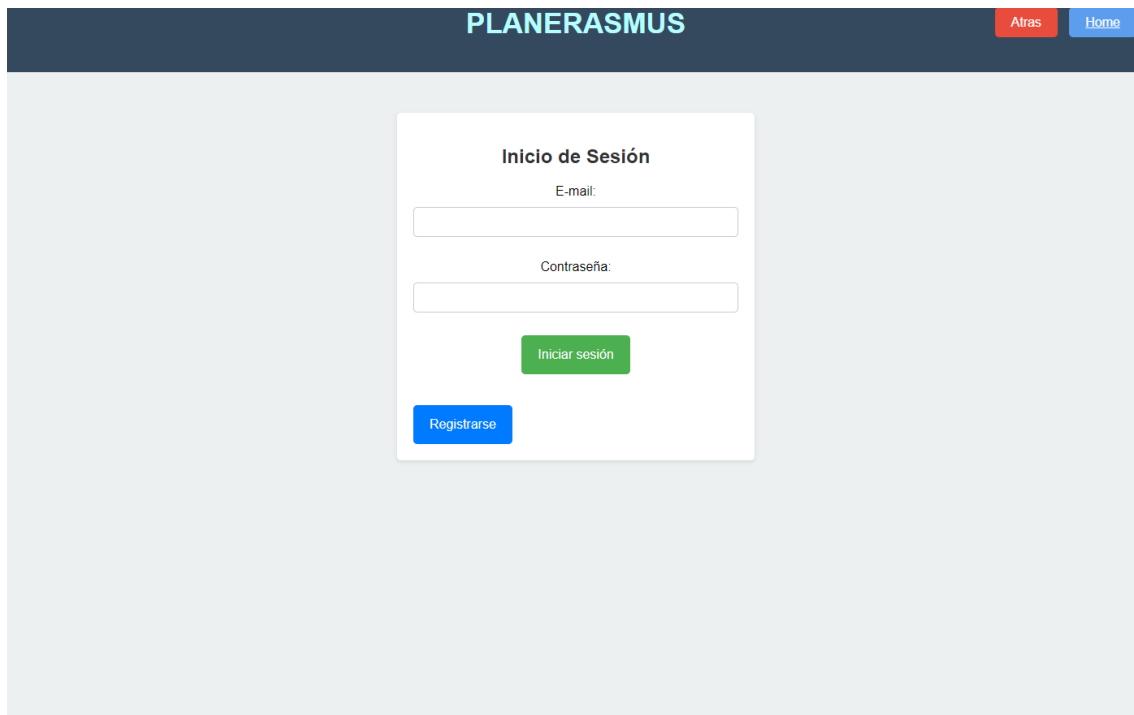 PLANERASMUS
Atras
Home
Inicio de Sesión
E-mail:
Contraseña:
Iniciar sesión
Registrarse